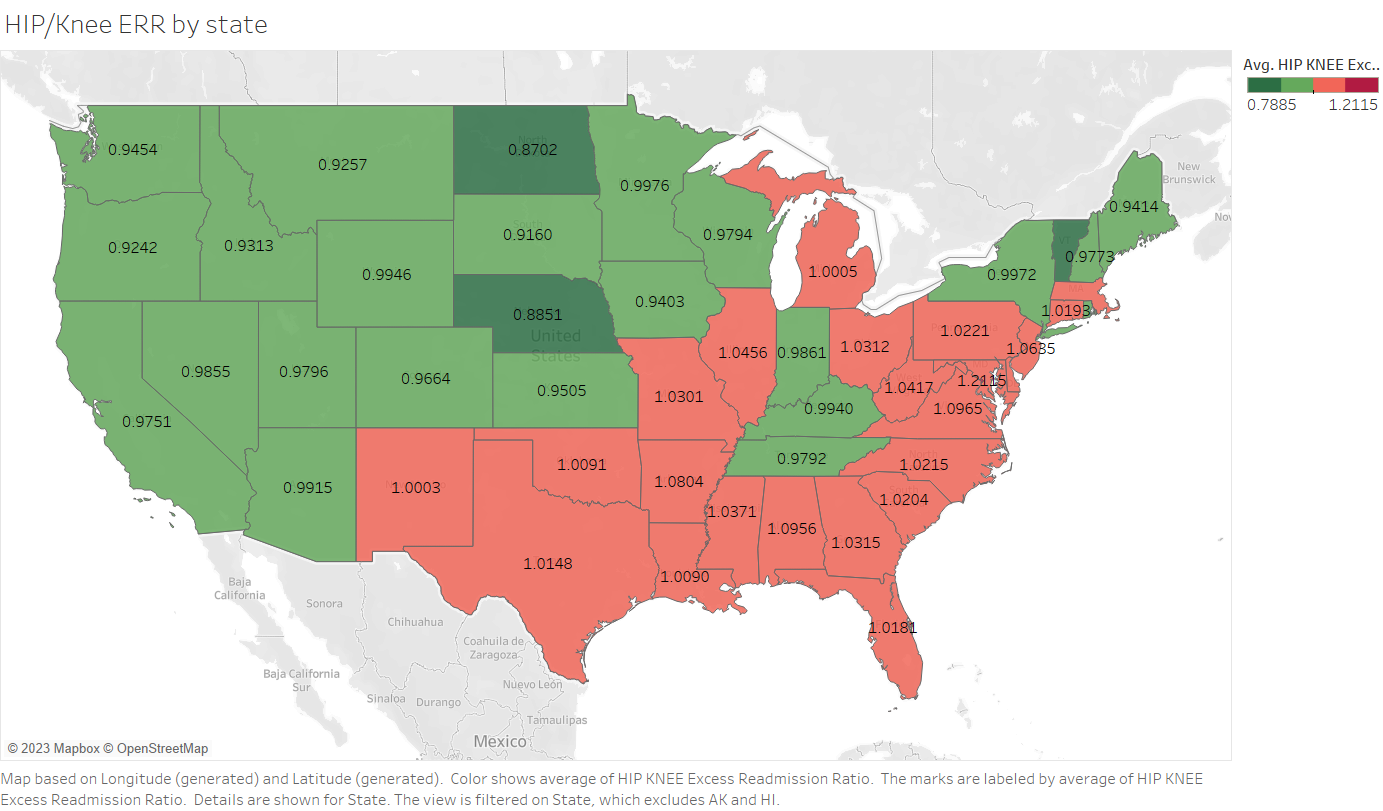 HIP/Knee ERR by state
Avg. HIP KNEE Exc..
0.7885 1.2115
0.9454
0.9257
0.8702
0.9976
New
Brunswick
0.9414
0.9242
0.9313
0.9160
0.9794
0.9773
0.9946
1.0005
0.9972
0.9403
0.8851
1.0193
United
States
1.0221
1.0635
0.9855
0.9796
0.9664
0.9505
1.0456
0.9861
1.0312
1.0417
1.2115
1.0301
0.9940
1.0965
0.9751
0.9792
1.0215
1.0091
0.9915
1.0003
1.0804
1.0204
1.0371
1.0956
1.0315
1.0148
1.0090
Baja
California
Sonora
Chihuahua
1.0181
Coahuila de
Zaragoza
Baja California
Sur
Sinaloa
Durango
Nuevo León
Tamaulipas
Mexico
© 2023 Mapbox © OpenStreetMap
Map based on Longitude (generated) and Latitude (generated).  Color shows average of HIP KNEE Excess Readmission Ratio.  The marks are labeled by average of HIP KNEE
Excess Readmission Ratio.  Details are shown for State. The view is filtered on State, which excludes AK and HI.